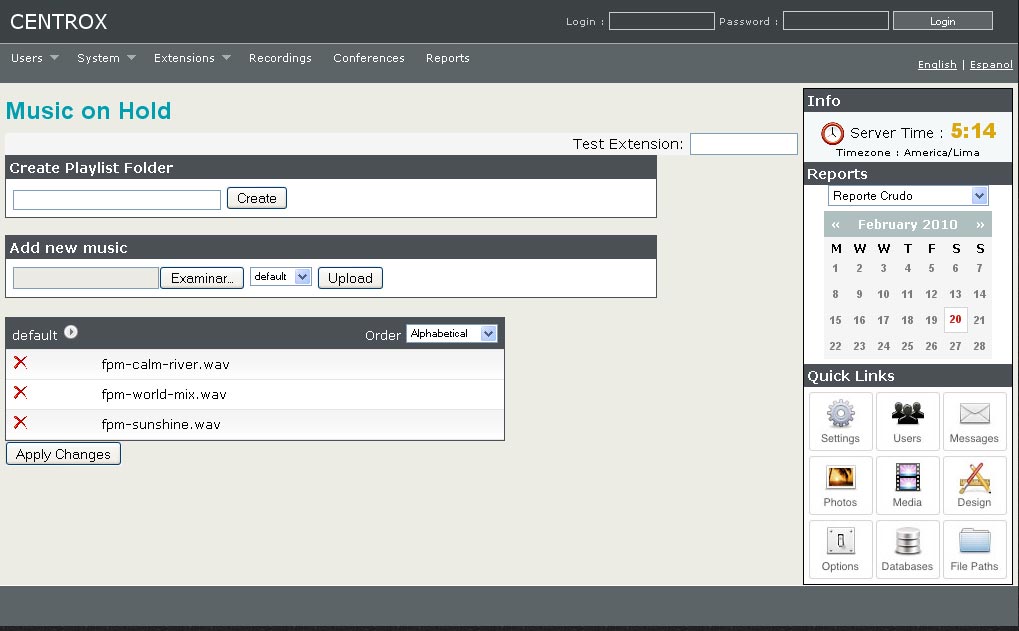 CENTROX
Login : Password : Login
Users System Extensions Recordings Conferences Reports
English | Espanol
Music on Hold
Test Extension:
Create Playlist Folder
Create
Add new music
Examinar... default Upload
default Order Alphabetical
fpm-calm-river.wav
fpm-world-mix.wav
fpm-sunshine.wav
Apply Changes
Info
Server Time : 5:14
Timezone : America/Lima
Reports
Reporte Crudo
« February 2010 »
M W W T F S S
1 2 3 4 5 6 7
8 9 10 11 12 13 14
15 16 17 18 19 20 21
22 23 24 25 26 27 28
Quick Links
Settings Users Messages
Photos Media Design
Options Databases File Paths